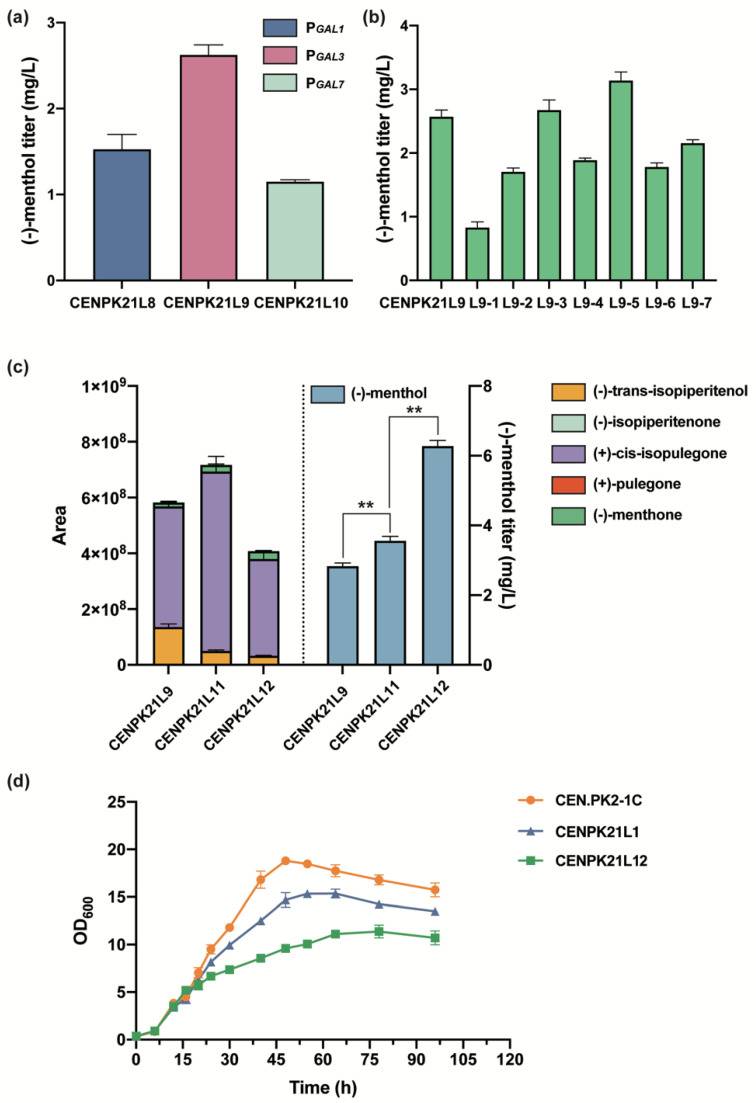 (a)
(-)-menthol titer (mg/L)
3
2
1
0
PGAL1
PGAL3
PGAL7
CENPK21L8 CENPK21L9 CENPK21L10
(b)
(-)-menthol titer (mg/L)
4
3
2
1
0
CENPK21L9 L9-1 L9-2 L9-3 L9-4 L9-5 L9-6 L9-7
(c)
Area
1×10⁹
8×10⁸
6×10⁸
4×10⁸
2×10⁸
0
CENPK21L9
CENPK21L11
CENPK21L12
(-)-menthol
**
**
CENPK21L9
CENPK21L11
CENPK21L12
8
6
4
2
0
(-)-menthol titer (mg/L)
(-)-trans-isopiperitenol
(-)-isopiperitenone
(+)-cis-isopulegone
(+)-pulegone
(-)-menthone
(d)
OD₆₀₀
25
20
15
10
5
0
0 15 30 45 60 75 90 105 120
Time (h)
CEN.PK2-1C
CENPK21L1
CENPK21L12